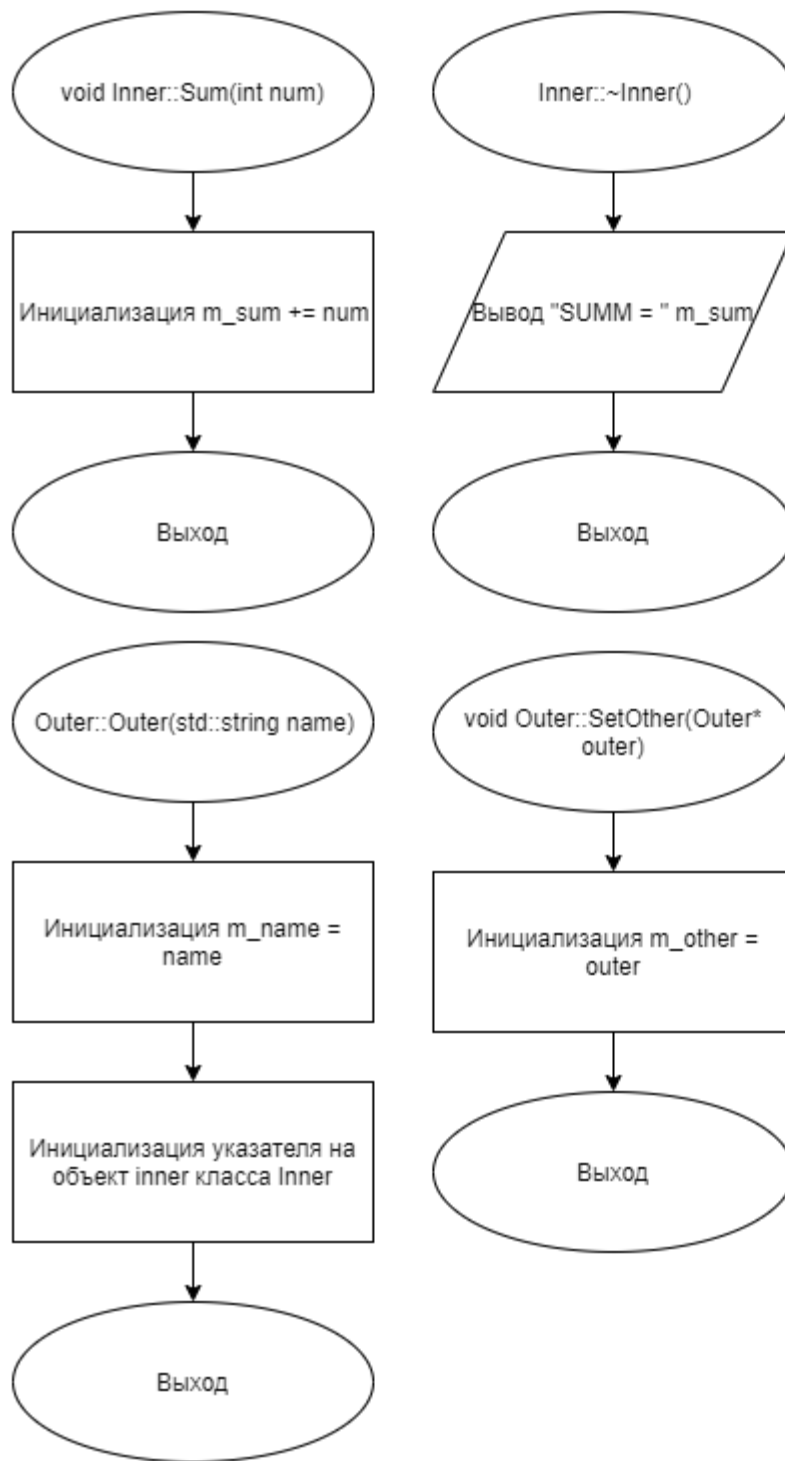 void Inner::Sum(int num)
Инициализация m_sum += num
Выход
Inner::~Inner()
Вывод "SUMM = " m_sum
Выход
Outer::Outer(std::string name)
Инициализация m_name =
name
Инициализация указателя на
объект inner класса Inner
Выход
void Outer::SetOther(Outer*
outer)
Инициализация m_other =
outer
Выход